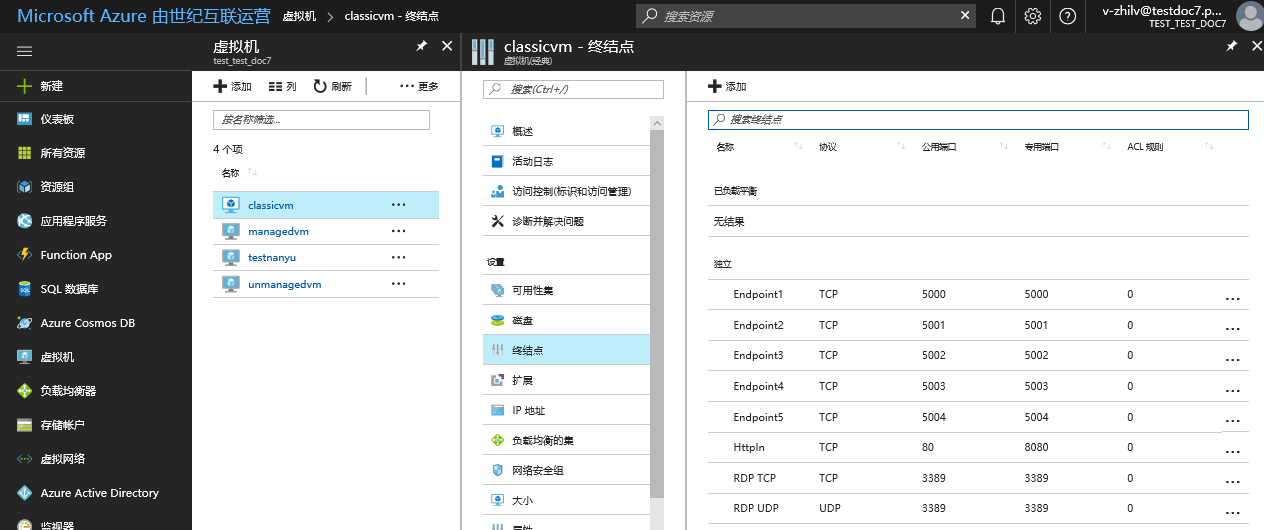 Microsoft Azure 由世纪互联运营 虚拟机 classicvm - 终结点 搜索资源 v-zhilv@testdoc7.p...
TEST_TEST_DOC7
新建
仪表板
所有资源
资源组
应用程序服务
Function App
SQL 数据库
Azure Cosmos DB
虚拟机
负载均衡器
存储帐户
虚拟网络
Azure Active Directory
监视器
虚拟机
test_test_doc7
添加 列 刷新 更多
按名称筛选...
4 个项
名称
classicvm
managedvm
testnanyu
unmanagedvm
classicvm - 终结点
虚拟机(经典)
搜索(Ctrl+/)
概述
活动日志
访问控制(标识和访问管理)
诊断并解决问题
设置
可用性集
磁盘
终结点
扩展
IP 地址
负载均衡的集
网络安全组
大小
属性
添加
搜索终结点
名称 协议 公用端口 专用端口 ACL 规则
已负载平衡
无结果
独立
Endpoint1 TCP 5000 5000 0
Endpoint2 TCP 5001 5001 0
Endpoint3 TCP 5002 5002 0
Endpoint4 TCP 5003 5003 0
Endpoint5 TCP 5004 5004 0
HttpIn TCP 80 8080 0
RDP TCP TCP 3389 3389 0
RDP UDP UDP 3389 3389 0